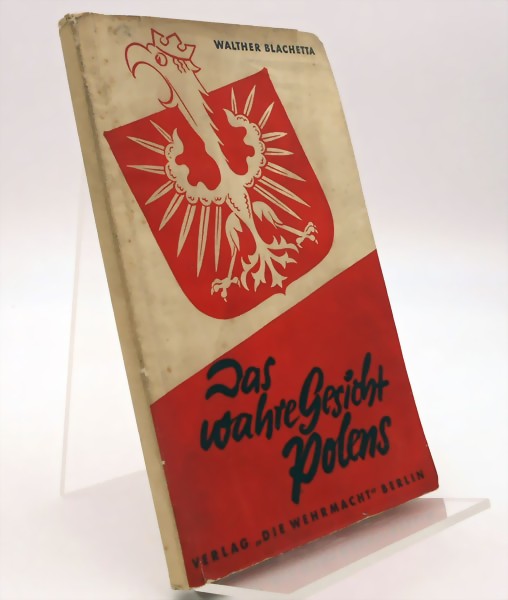 WALTHER BLACHETTA
Das
wahre Gesicht
Polens
VERLAG „DIE WEHRMACHT" BERLIN